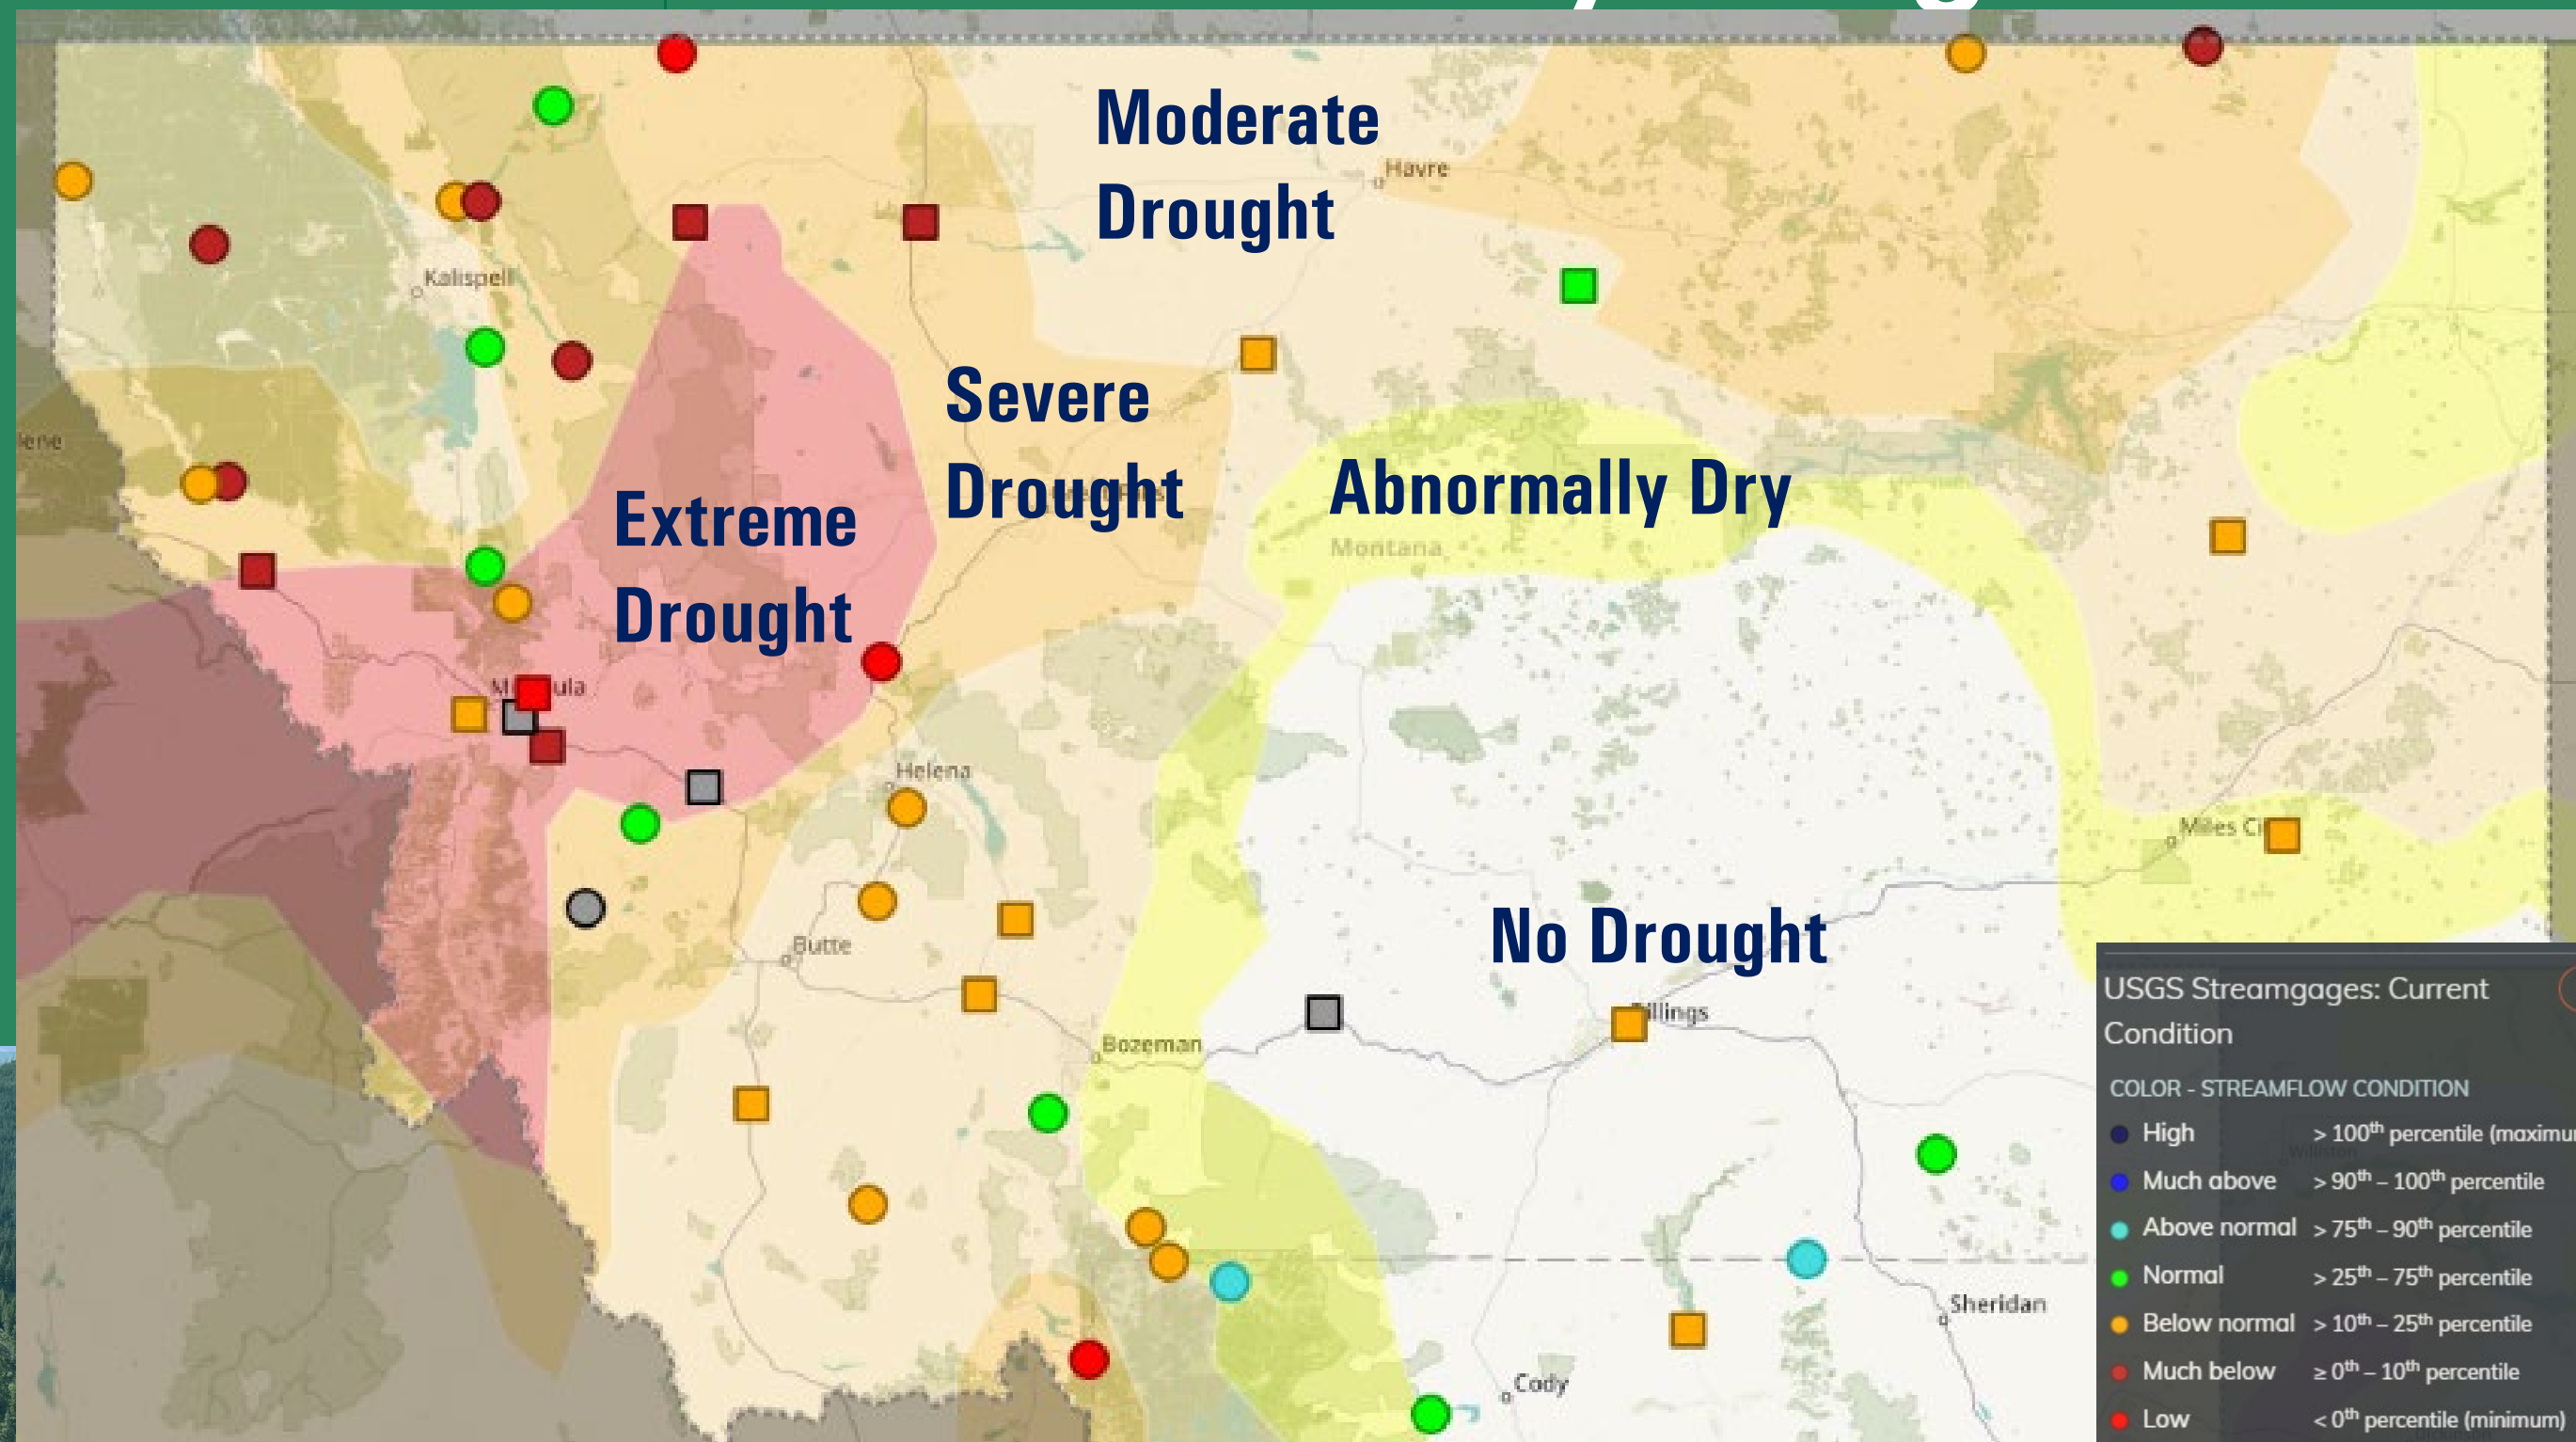 Moderate
Drought
Havre
Kalispell
Severe
Drought
Abnormally Dry
Montana
Extreme
Drought
Helena
Miles
No Drought
Butte
Bozeman
Sheridan
Cody
USGS Streamgages: Current
Condition
COLOR - STREAMFLOW CONDITION
High > 100th percentile
Much above > 90th – 100th percentile
Above normal > 75th – 90th percentile
Normal > 25th – 75th percentile
Below normal > 10th – 25th percentile
Much below ≥ 0th – 10th percentile
Low < 0th percentile (minimum)